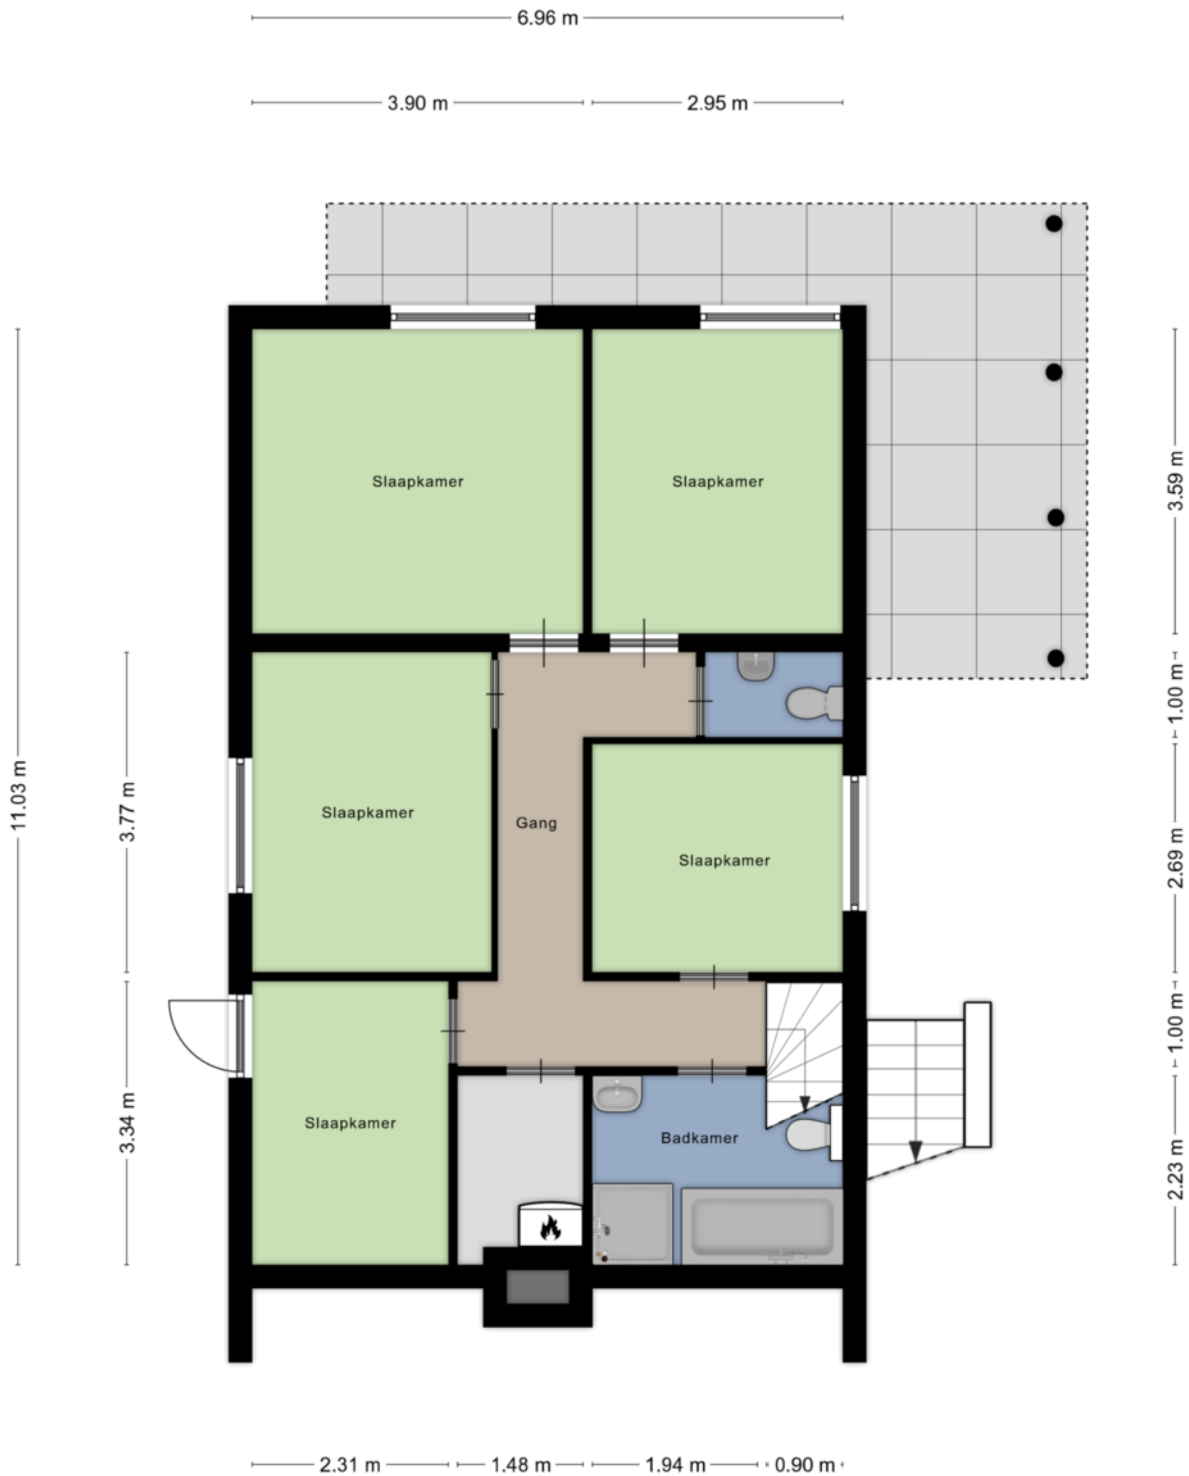 6.96 m
3.90 m
2.95 m
Slaapkamer
Slaapkamer
3.59 m
1.00 m
11.03 m
3.77 m
Slaapkamer
Gang
Slaapkamer
2.69 m
1.00 m
3.34 m
Slaapkamer
Badkamer
2.23 m
2.31 m
1.48 m
1.94 m
0.90 m